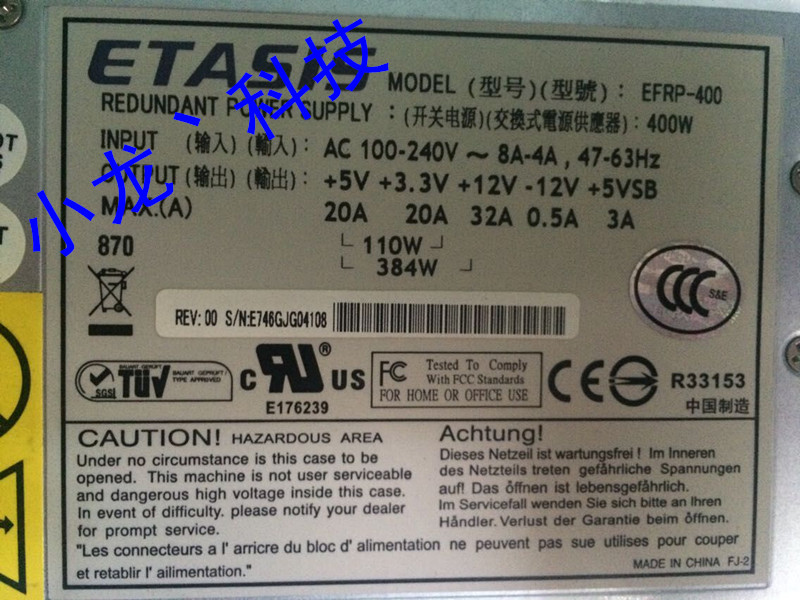 ETASIS MODEL (型号)(型號): EFRP-400
REDUNDANT POWER SUPPLY : (开关电源)(交換式電源供應器): 400W
INPUT (输入)(輸入): AC 100-240V ~ 8A-4A , 47-63Hz
OUTPUT(输出)(輸出): +5V +3.3V +12V -12V +5VSB
MAX.(A) 20A 20A 32A 0.5A 3A
小龙、科技
870 110W
384W
S&E
REV: 00 S/N:E746GJG04108
SGS TÜV BAUART GEPRÜFT TYPE APPROVED
C RU ® US
E176239
FC Tested To Comply
With FCC Standards
FOR HOME OR OFFICE USE
CE
R33153
中国制造
CAUTION! HAZARDOUS AREA
Under no circumstance is this case to be
opened. This machine is not user serviceable
and dangerous high voltage inside this case.
In event of difficulty. please notify your dealer
for prompt service.
Achtung!
Dieses Netzeil ist wartungsfrei ! Im Inneren
des Netzteils treten gefährliche Spannungen
auf! Das öffnen ist lebensgefährlich.
Im Servicefall wenden Sie sich bitte an Ihren
Händler. Verlust der Garantie beim öffnen.
"Les connecteurs a l' arricre du bloc d' alimentation ne peuvent pas sue utilises pour couper
et retablir l' ailimentation."
MADE IN CHINA FJ-2